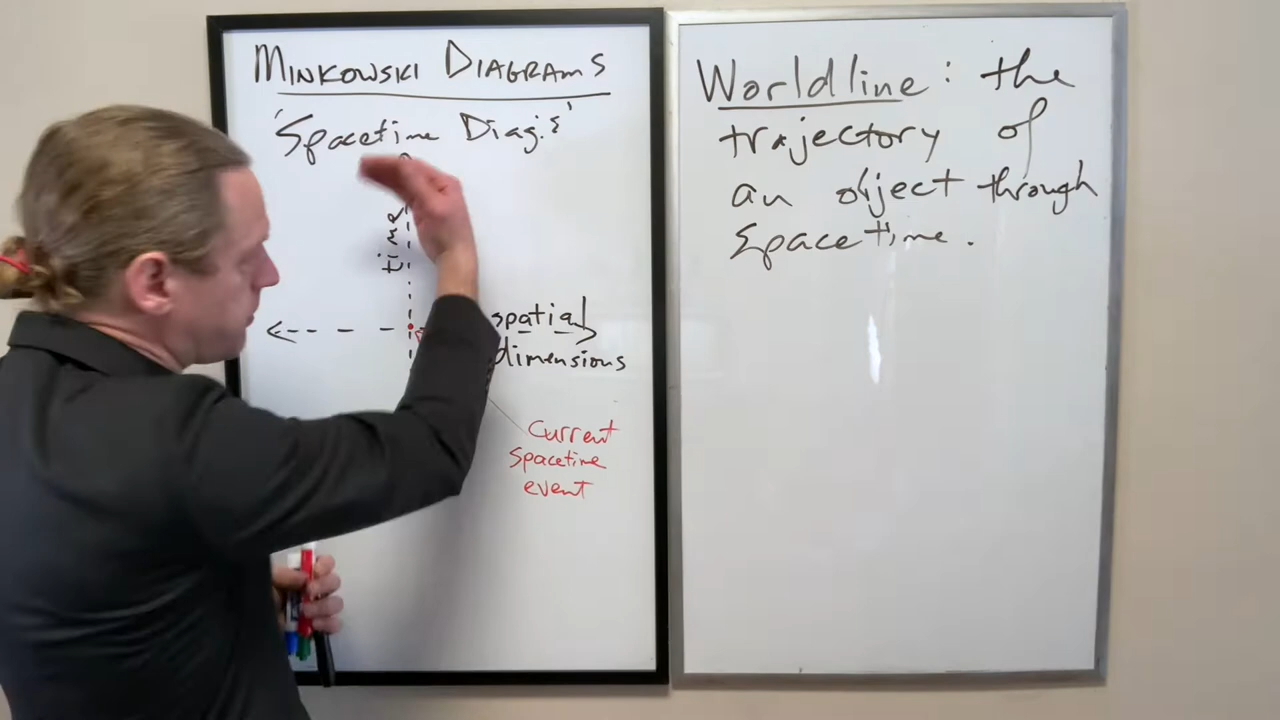 MINKOWSKI DIAGRAMS
'Spacetime Diag.s'
time
spatial
dimensions
Current
Spacetime
event
Worldline: the
trajectory of
an object through
Spacetime.